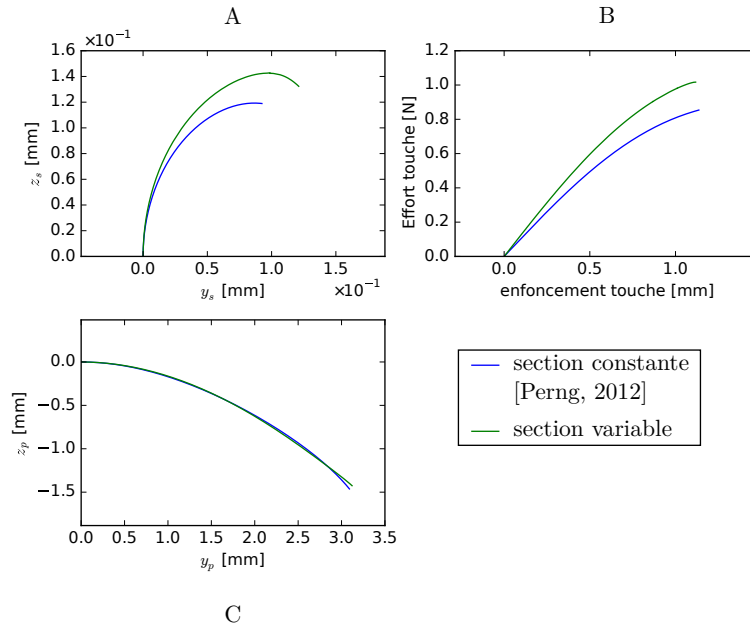 A
B
×10⁻¹
1.6
1.4
1.2
1.0
0.8
0.6
0.4
0.2
0.0
z_s [mm]
0.0 0.5 1.0 1.5
y_s [mm] ×10⁻¹
1.2
1.0
0.8
0.6
0.4
0.2
0.0
Effort touche [N]
0.0 0.5 1.0
enfoncement touche [mm]
0.0
−0.5
−1.0
−1.5
z_p [mm]
0.0 0.5 1.0 1.5 2.0 2.5 3.0 3.5
y_p [mm]
section constante
[Perng, 2012]
section variable
C